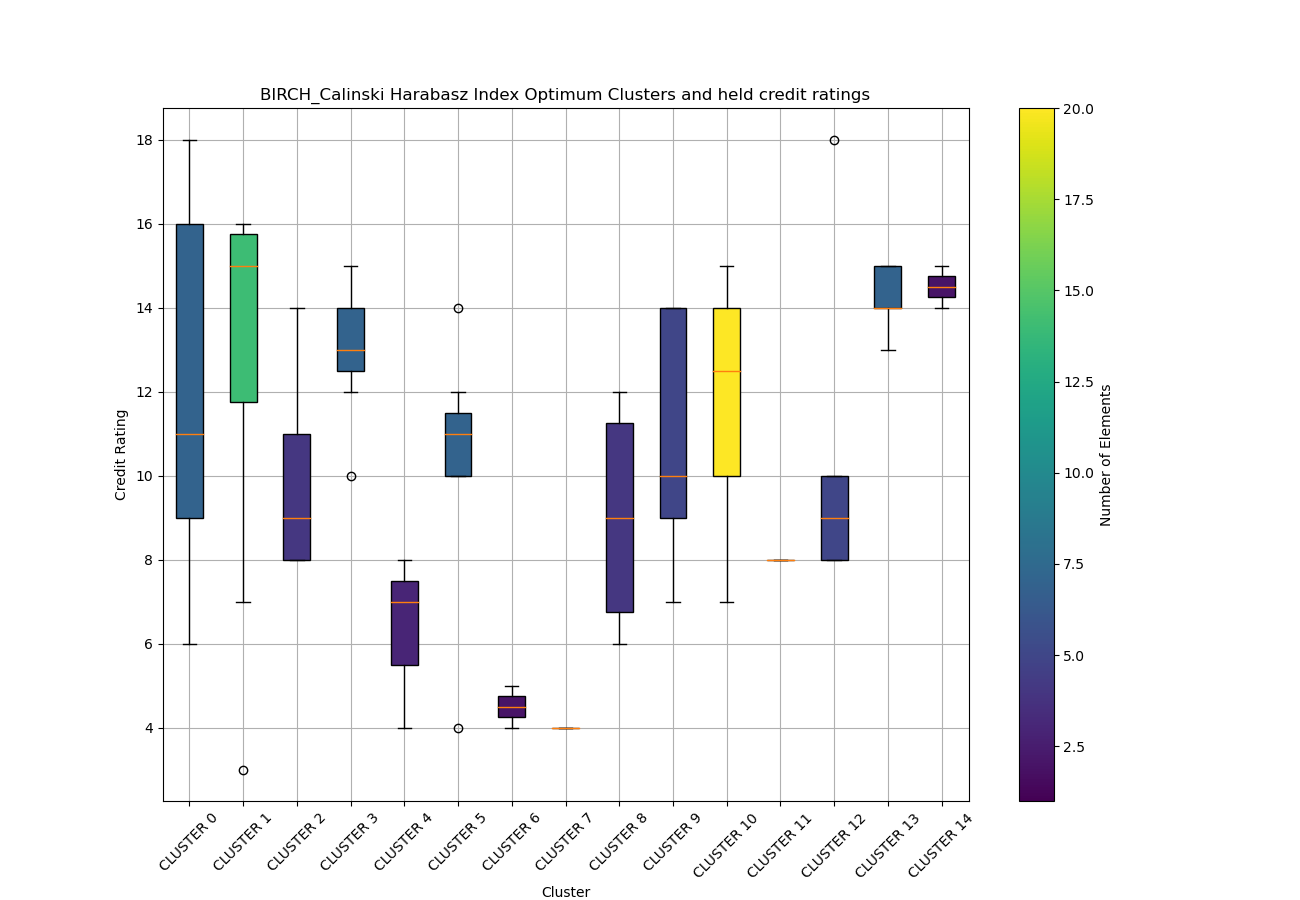 BIRCH_Calinski Harabasz Index Optimum Clusters and held credit ratings
18
16
14
12
10
8
6
4
Credit Rating
CLUSTER 0
CLUSTER 1
CLUSTER 2
CLUSTER 3
CLUSTER 4
CLUSTER 5
CLUSTER 6
CLUSTER 7
CLUSTER 8
CLUSTER 9
CLUSTER 10
CLUSTER 11
CLUSTER 12
CLUSTER 13
CLUSTER 14
Cluster
20.0
17.5
15.0
12.5
10.0
7.5
5.0
2.5
Number of Elements